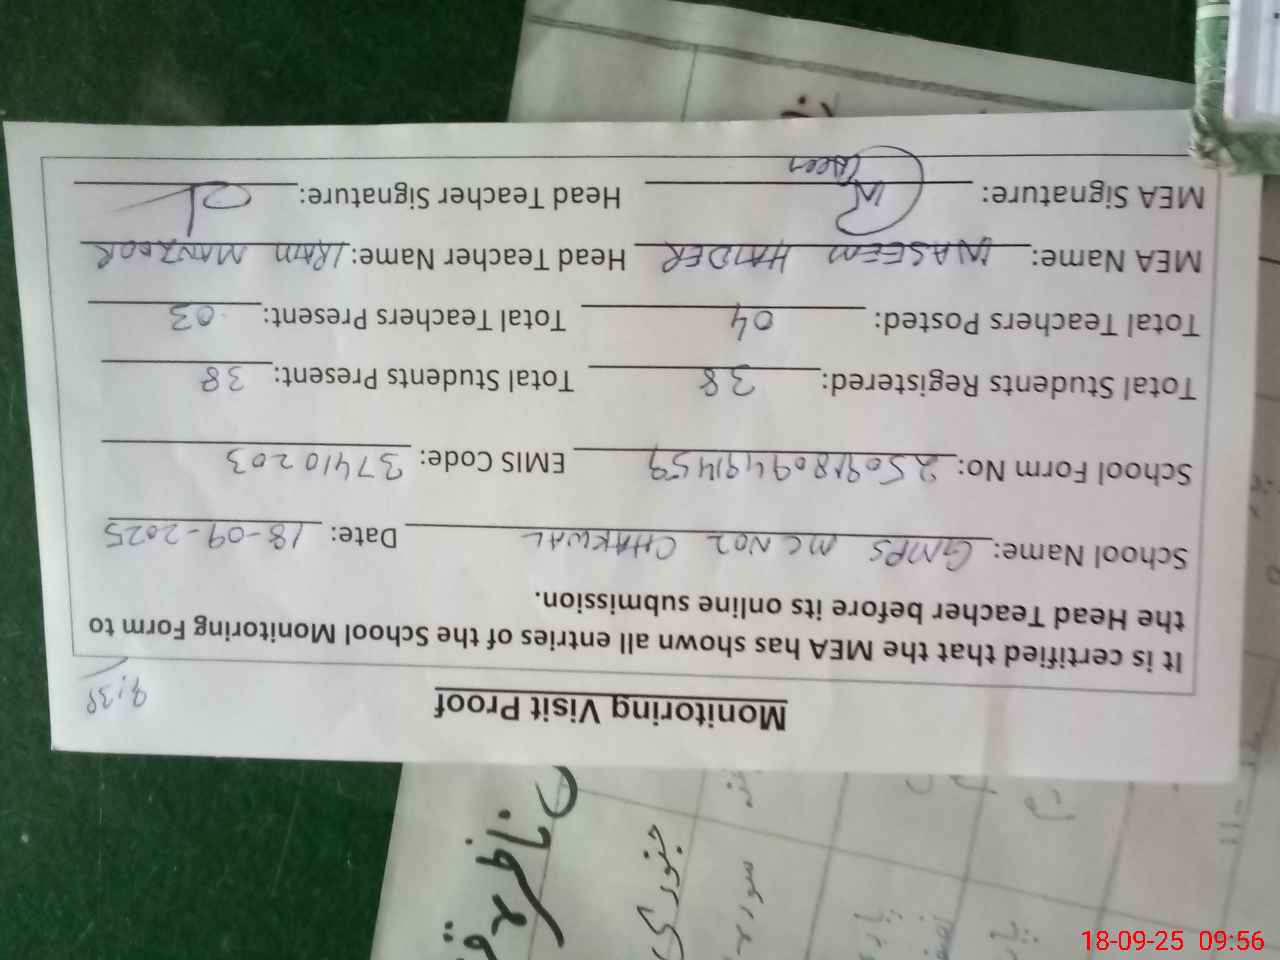 Monitoring Visit Proof
9:38
It is certified that the MEA has shown all entries of the School Monitoring Form to
the Head Teacher before its online submission.
School Name: GMPS MC NO2 CHAKWAL Date: 18-09-2025
School Form No: 2509180949 1459 EMIS Code: 37410203
Total Students Registered: 38 Total Students Present: 38
Total Teachers Posted: 04 Total Teachers Present: 03
MEA Name: WASEEM HAIDER Head Teacher Name: IRAM MANZOOR
MEA Signature: Head Teacher Signature:
جنوری
18-09-25 09:56